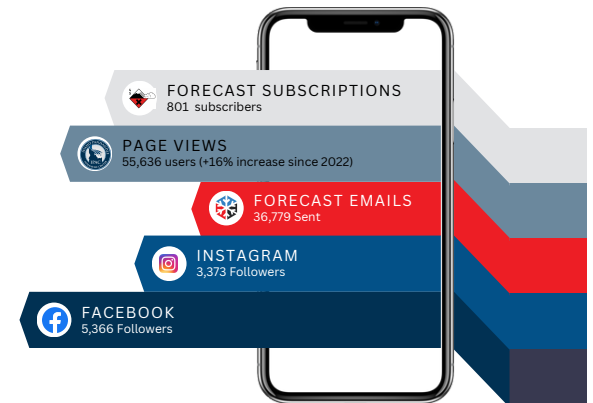 FORECAST SUBSCRIPTIONS
801 subscribers
PAGE VIEWS
55,636 users (+16% increase since 2022)
FORECAST EMAILS
36,779 Sent
INSTAGRAM
3,373 Followers
FACEBOOK
5,366 Followers